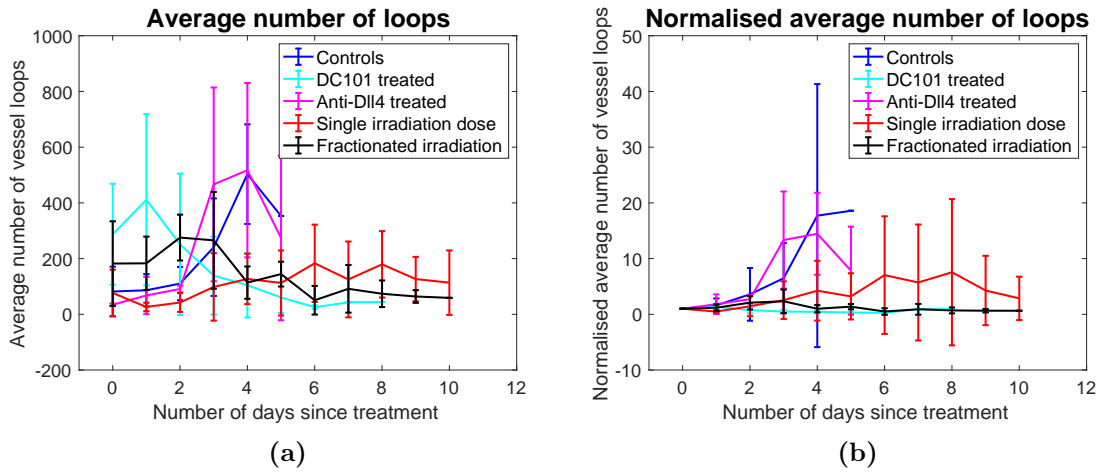 Average number of loops
Average number of vessel loops
1000
800
600
400
200
0
-200
Controls
DC101 treated
Anti-Dll4 treated
Single irradiation dose
Fractionated irradiation
0 2 4 6 8 10 12
Number of days since treatment
(a)
Normalised average number of loops
Normalised average number of vessel loops
50
40
30
20
10
0
-10
Controls
DC101 treated
Anti-Dll4 treated
Single irradiation dose
Fractionated irradiation
0 2 4 6 8 10 12
Number of days since treatment
(b)